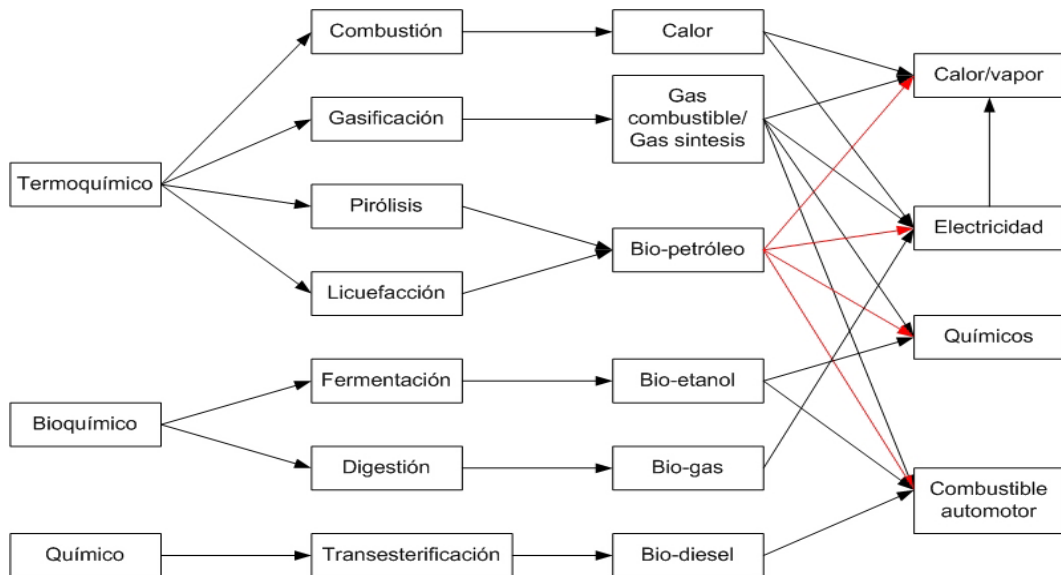 Combustión
Calor
Calor/vapor
Gasificación
Gas
combustible/
Gas sintesis
Termoquímico
Pirólisis
Electricidad
Bio-petróleo
Licuefacción
Químicos
Fermentación
Bio-etanol
Bioquímico
Digestión
Bio-gas
Combustible
automotor
Químico
Transesterificación
Bio-diesel